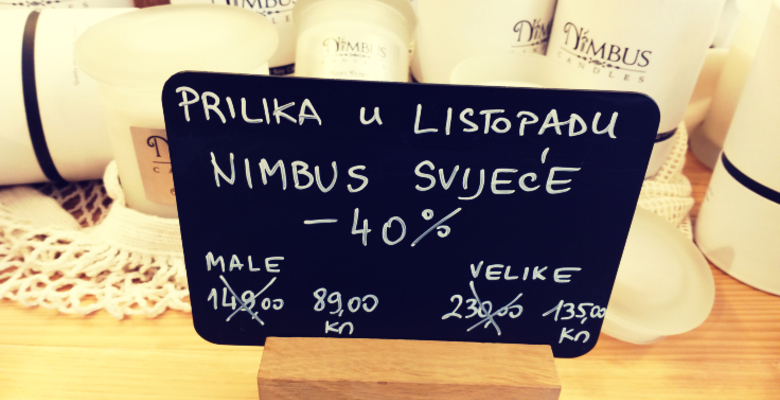 NIMBUS
NIMBUS
CANDLES
PRILIKA u LISTOPADU
NIMBUS SVIJEĆE
-40%
MALE
149,00 89,00
kn
VELIKE
230,00 135,00
kn